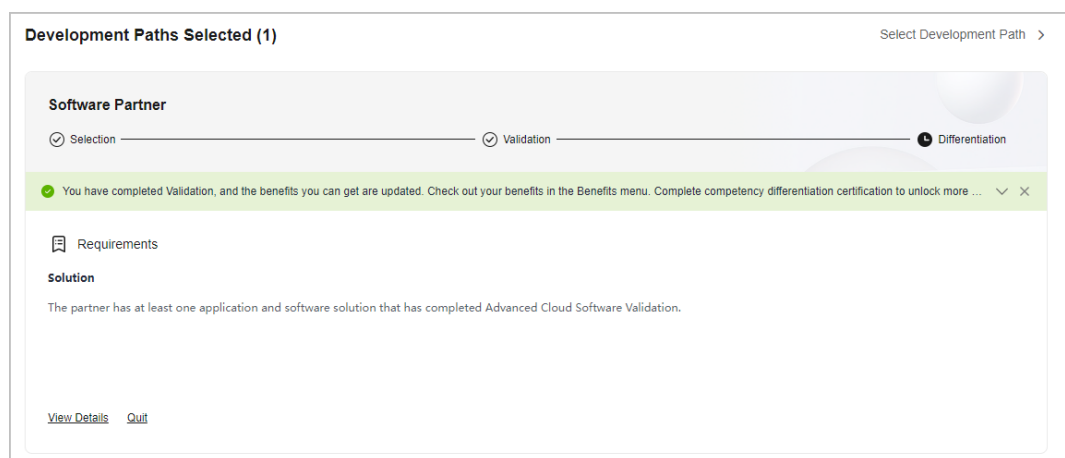 Development Paths Selected (1)
Select Development Path
Software Partner
Selection
Validation
Differentiation
You have completed Validation, and the benefits you can get are updated. Check out your benefits in the Benefits menu. Complete competency differentiation certification to unlock more ...
Requirements
Solution
The partner has at least one application and software solution that has completed Advanced Cloud Software Validation.
View Details Quit